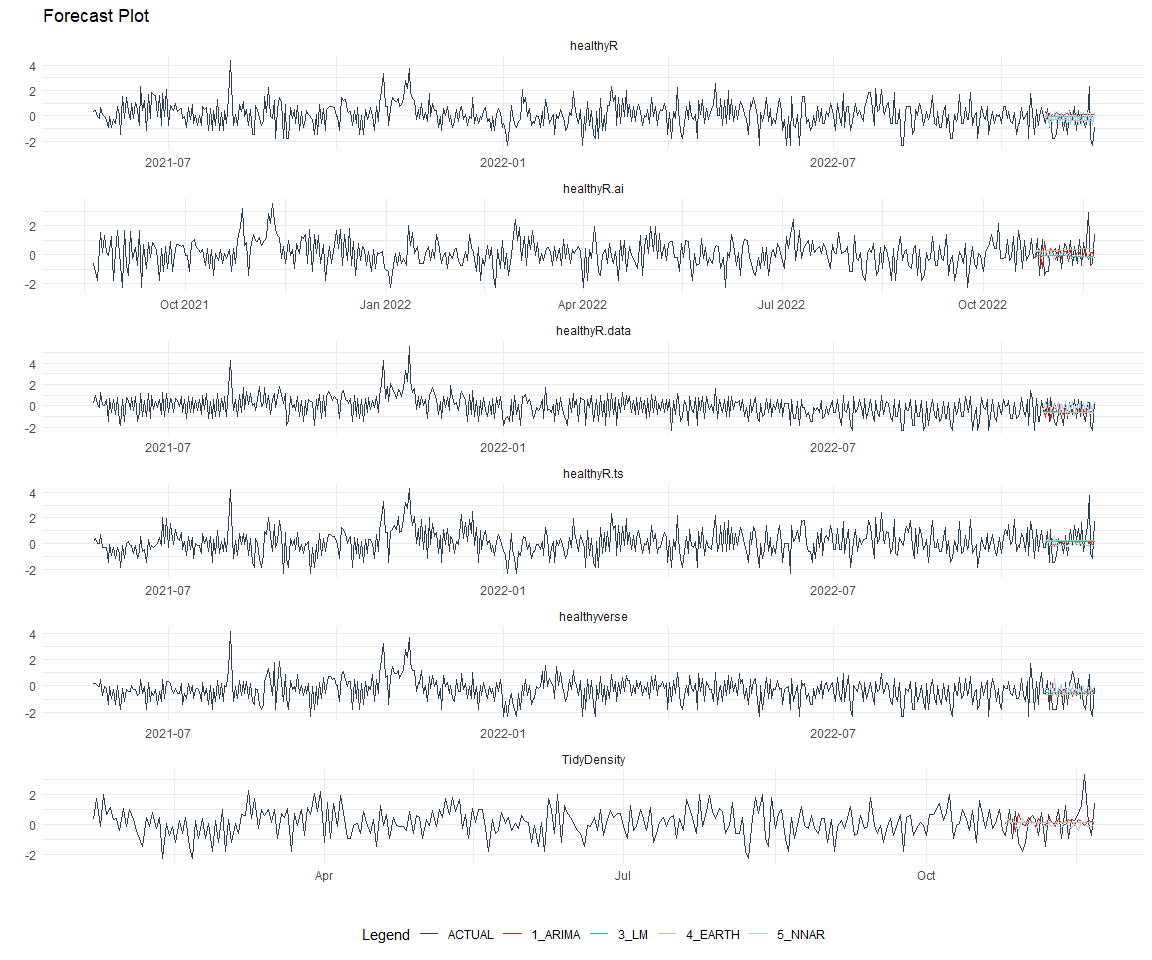 Forecast Plot
healthyR
4
2
0
-2
2021-07 2022-01 2022-07
healthyR.ai
2
0
-2
Oct 2021 Jan 2022 Apr 2022 Jul 2022 Oct 2022
healthyR.data
4
2
0
-2
2021-07 2022-01 2022-07
healthyR.ts
4
2
0
-2
2021-07 2022-01 2022-07
healthyverse
4
2
0
-2
2021-07 2022-01 2022-07
TidyDensity
2
0
-2
Apr Jul Oct
Legend ACTUAL 1_ARIMA 3_LM 4_EARTH 5_NNAR